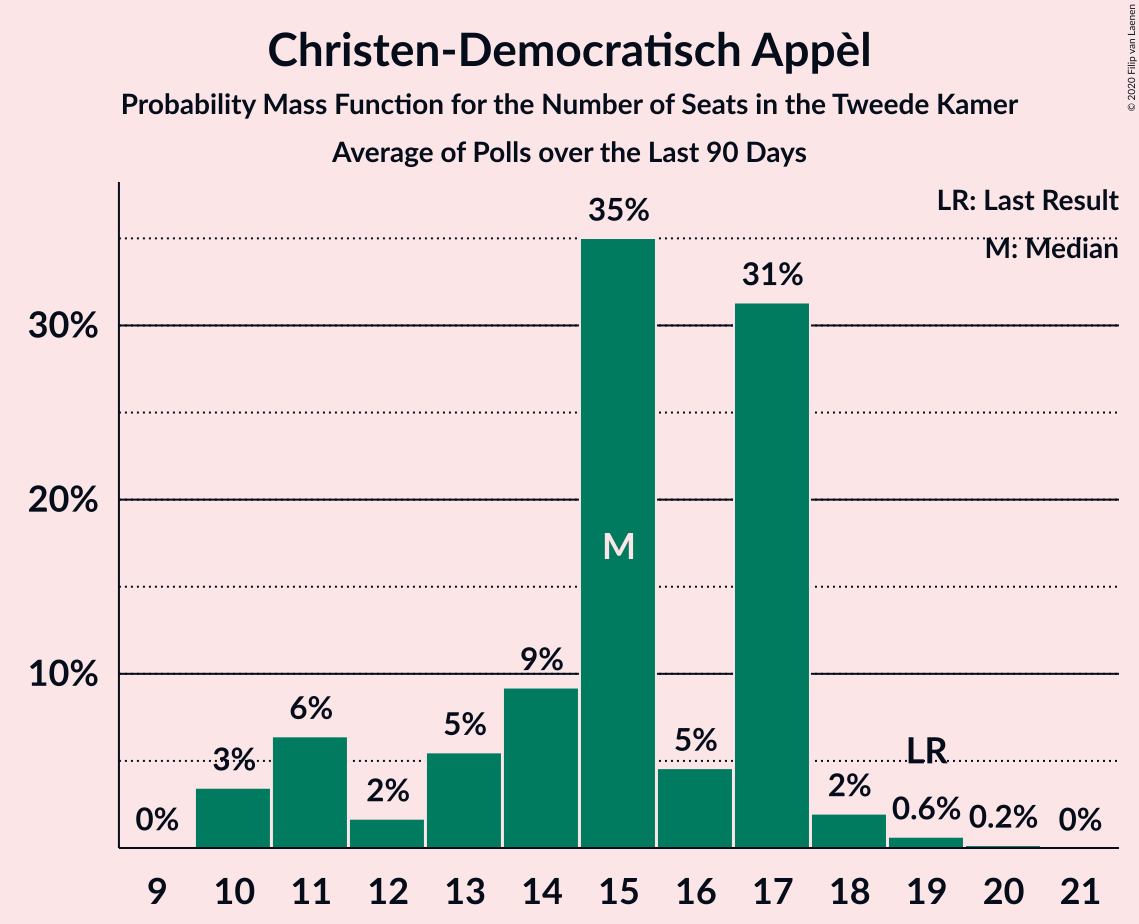 Christen-Democratisch Appèl
Probability Mass Function for the Number of Seats in the Tweede Kamer
Average of Polls over the Last 90 Days
© 2020 Filip van Laenen
LR: Last Result
M: Median
30%
20%
10%
0%
3%
6%
2%
5%
9%
35%
M
5%
31%
2%
LR
0.6%
0.2%
0%
9 10 11 12 13 14 15 16 17 18 19 20 21